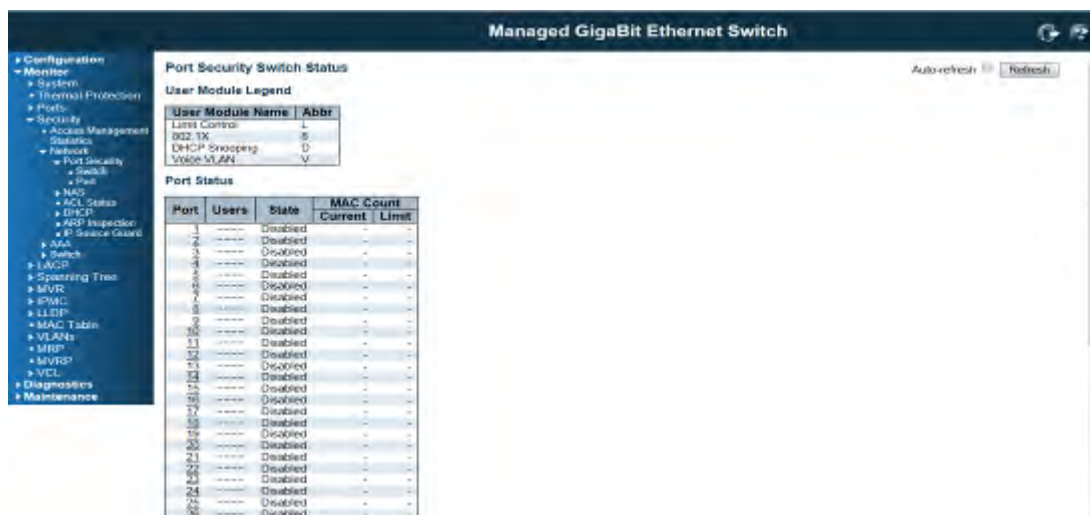 Managed GigaBit Ethernet Switch
Configuration
Monitor
System
Thermal Protection
Ports
Security
Access Management
Statistics
Network
Port Security
Switch
Port
NAS
ACL Status
DHCP
ARP Inspection
IP Source Guard
AAA
Switch
LACP
Spanning Tree
MVR
IPMC
LLDP
MAC Table
VLANs
MRP
MVRP
VCL
Diagnostics
Maintenance
Port Security Switch Status
Auto-refresh Refresh
User Module Legend
User Module Name Abbr
Limit Control L
802.1X 8
DHCP Snooping D
Voice VLAN V
Port Status
Port Users State MAC Count
Current Limit
1 ---- Disabled - -
2 ---- Disabled - -
3 ---- Disabled - -
4 ---- Disabled - -
5 ---- Disabled - -
6 ---- Disabled - -
7 ---- Disabled - -
8 ---- Disabled - -
9 ---- Disabled - -
10 ---- Disabled - -
11 ---- Disabled - -
12 ---- Disabled - -
13 ---- Disabled - -
14 ---- Disabled - -
15 ---- Disabled - -
16 ---- Disabled - -
17 ---- Disabled - -
18 ---- Disabled - -
19 ---- Disabled - -
20 ---- Disabled - -
21 ---- Disabled - -
22 ---- Disabled - -
23 ---- Disabled - -
24 ---- Disabled - -
25 ---- Disabled - -